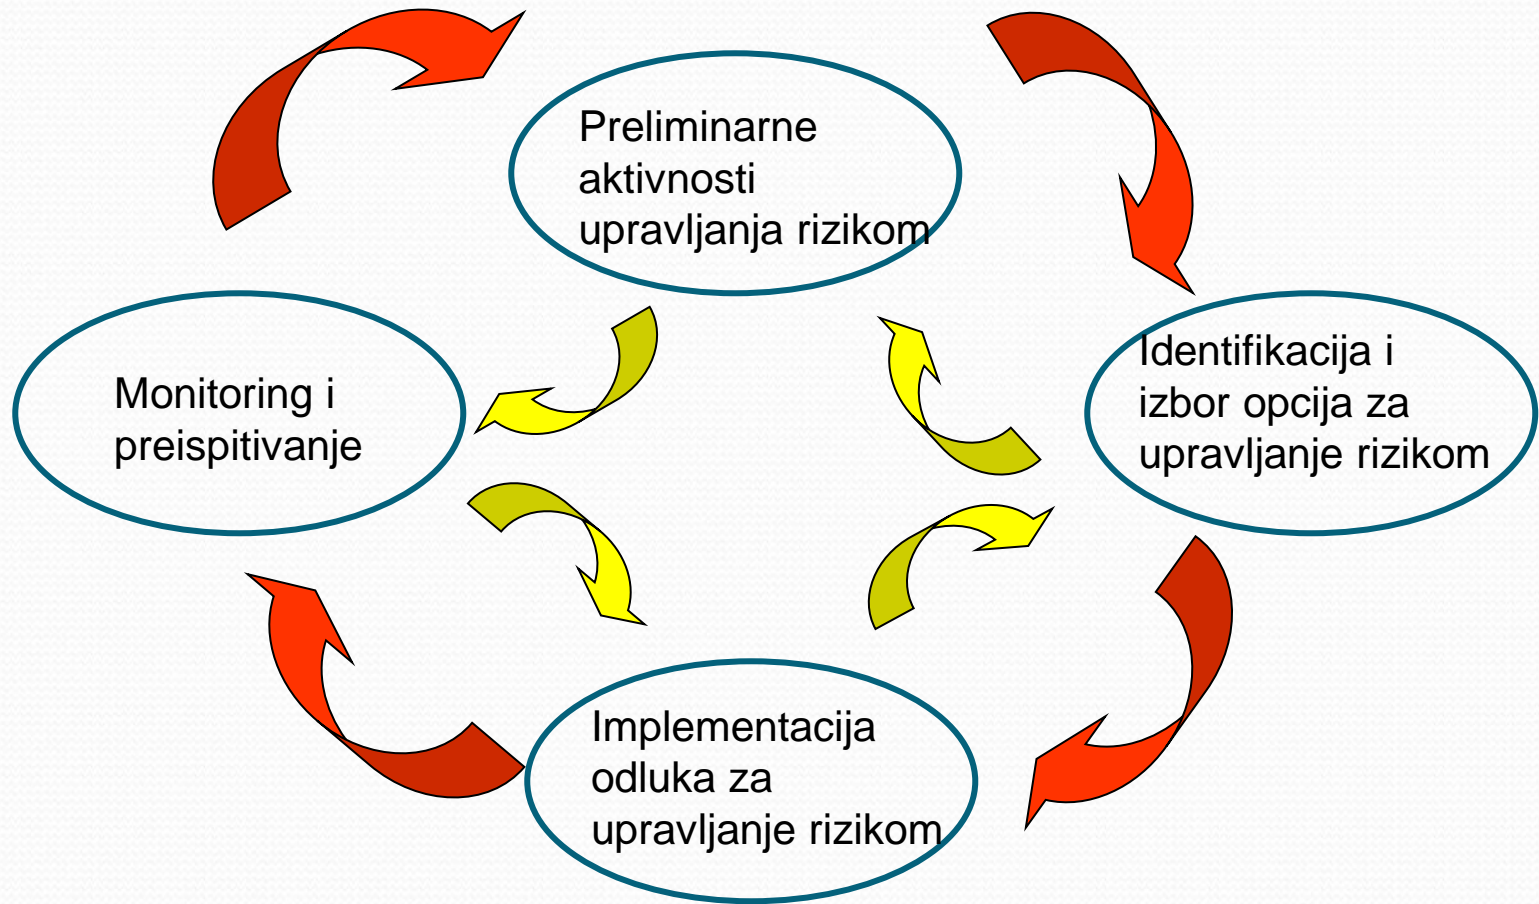 Preliminarne
aktivnosti
upravljanja rizikom
Identifikacija i
izbor opcija za
upravljanje rizikom
Monitoring i
preispitivanje
Implementacija
odluka za
upravljanje rizikom